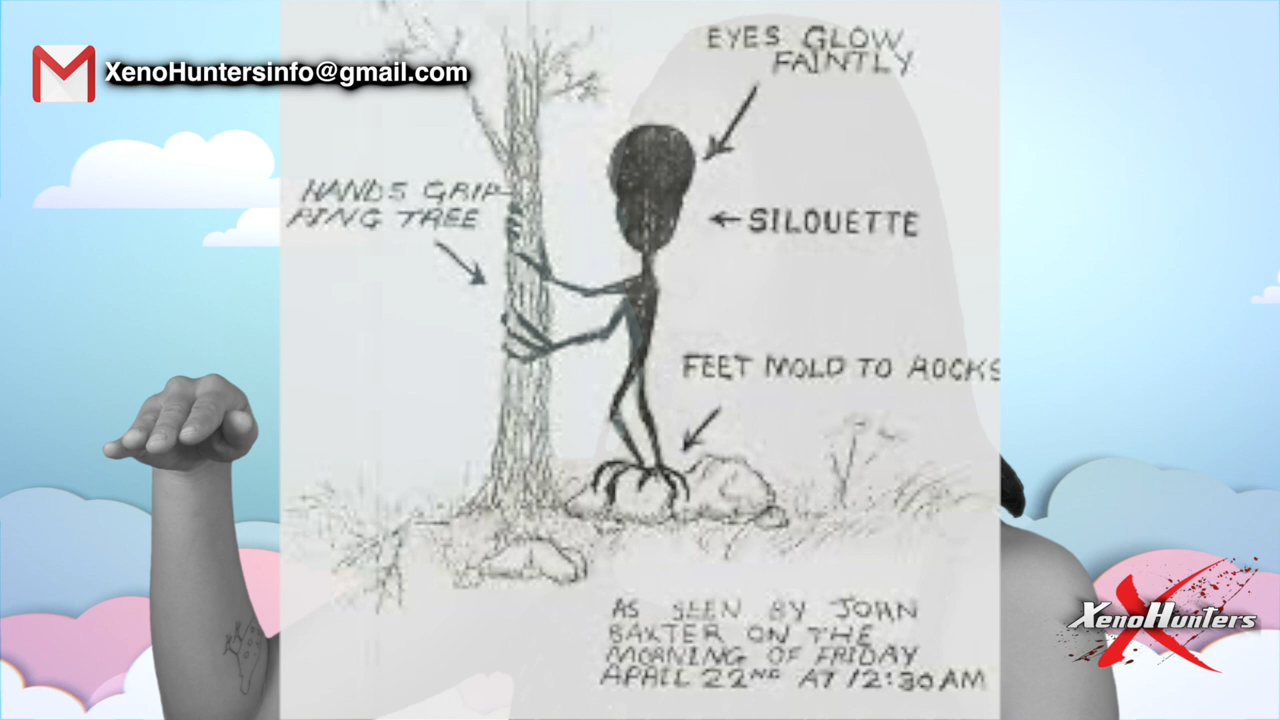 XenoHuntersinfo@gmail.com
EYES GLOW
FAINTLY
HANDS GRIP-
PING TREE
SILOUETTE
FEET MOLD TO ROCKS
AS SEEN BY JOHN
BAXTER ON THE
MORNING OF FRIDAY
APRIL 22ND AT 12:30 AM
XenoHunters